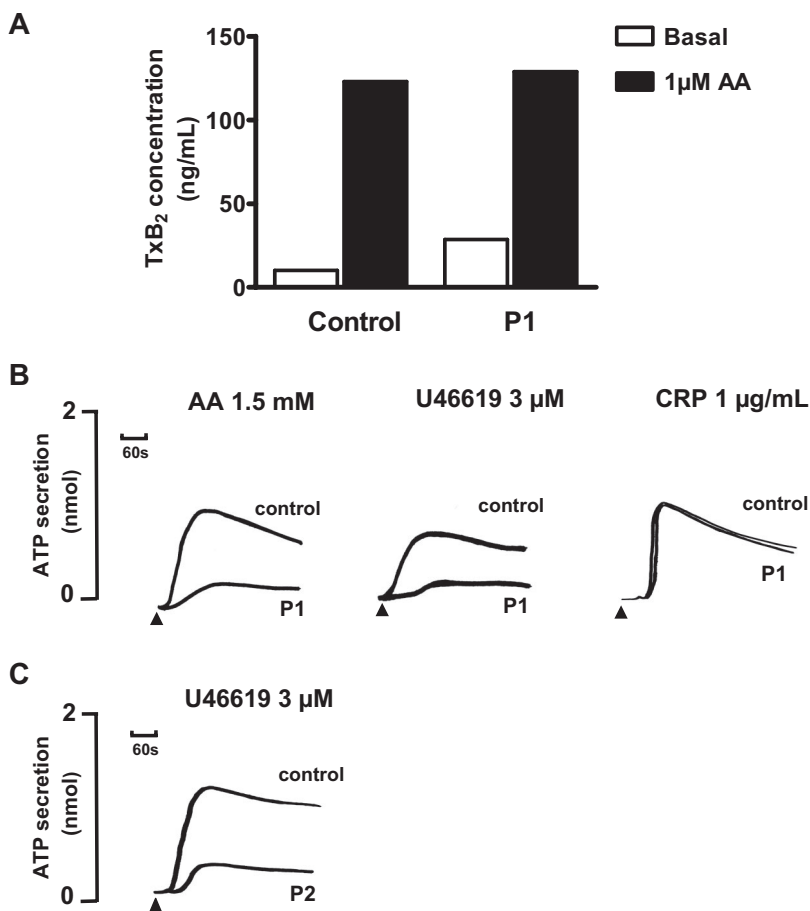 A
150
100
50
0
TxB₂ concentration
(ng/mL)
Basal
1µM AA
Control
P1
B
AA 1.5 mM
U46619 3 µM
CRP 1 µg/mL
2
0
ATP secretion
(nmol)
60s
control
P1
control
P1
control
P1
C
U46619 3 µM
2
0
ATP secretion
(nmol)
60s
control
P2